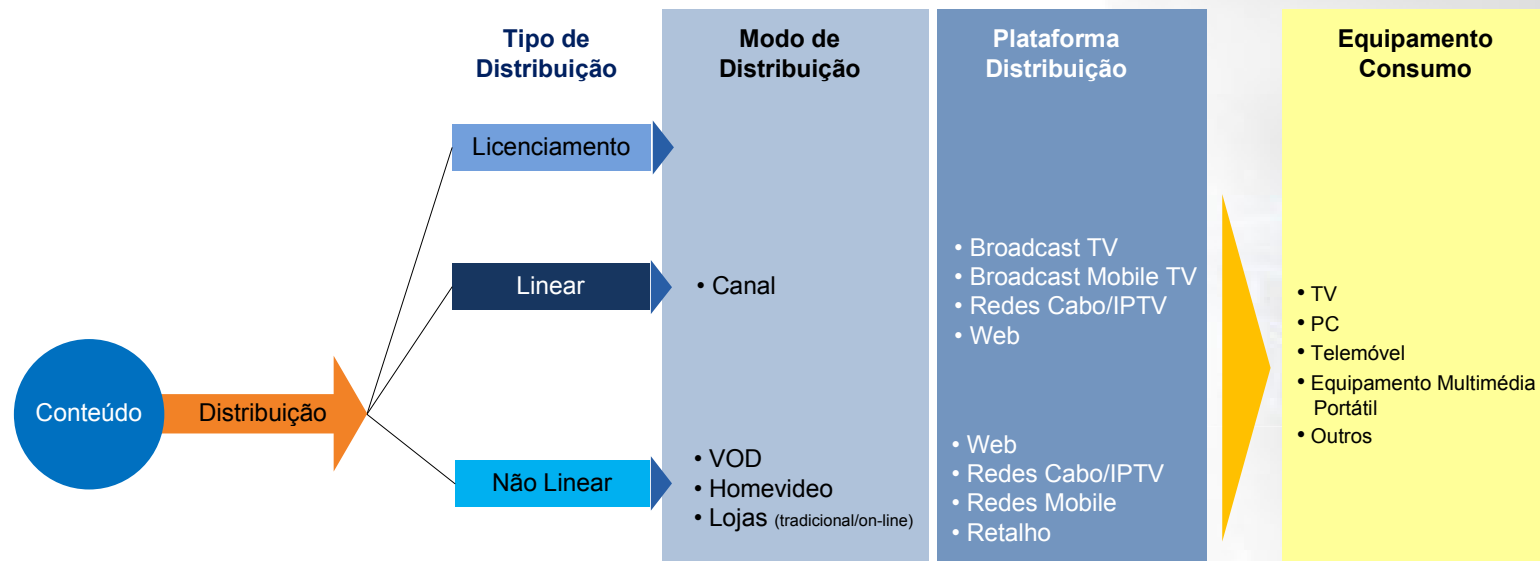 Tipo de
Distribuição
Modo de
Distribuição
Plataforma
Distribuição
Equipamento
Consumo
Licenciamento
Linear
• Canal
• Broadcast TV
• Broadcast Mobile TV
• Redes Cabo/IPTV
• Web
Conteúdo
Distribuição
Não Linear
• VOD
• Homevideo
• Lojas (tradicional/on-line)
• Web
• Redes Cabo/IPTV
• Redes Mobile
• Retalho
• TV
• PC
• Telemóvel
• Equipamento Multimédia
Portátil
• Outros